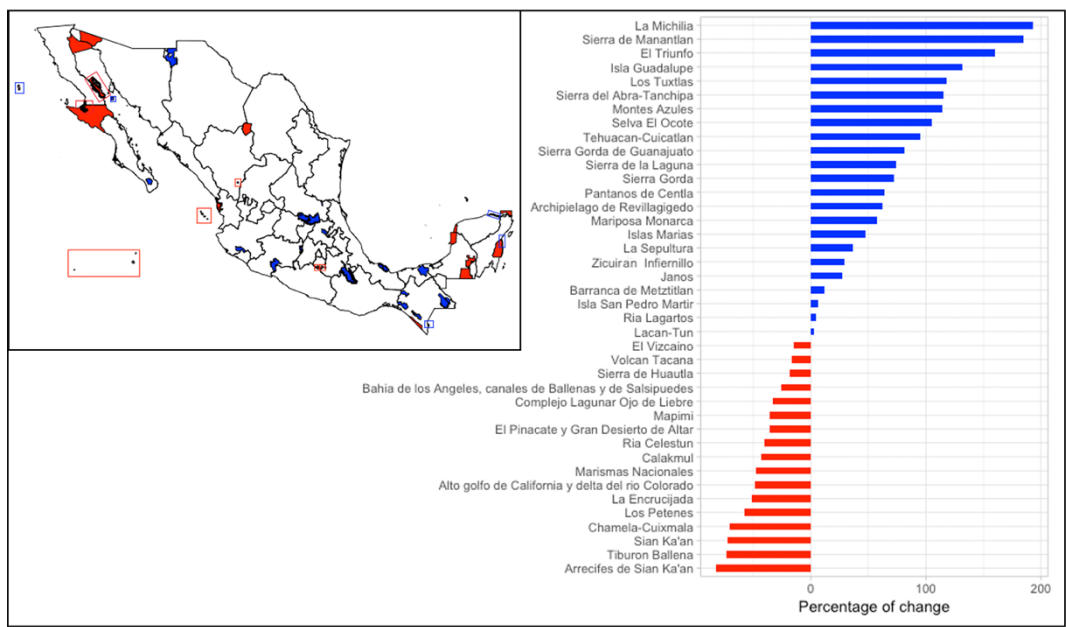 La Michilia
Sierra de Manantlan
El Triunfo
Isla Guadalupe
Los Tuxtlas
Sierra del Abra-Tanchipa
Montes Azules
Selva El Ocote
Tehuacan-Cuicatlan
Sierra Gorda de Guanajuato
Sierra de la Laguna
Sierra Gorda
Pantanos de Centla
Archipielago de Revillagigedo
Mariposa Monarca
Islas Marias
La Sepultura
Zicuiran Infiernillo
Janos
Barranca de Metztitlan
Isla San Pedro Martir
Ria Lagartos
Lacan-Tun
El Vizcaino
Volcan Tacana
Sierra de Huautla
Bahia de los Angeles, canales de Ballenas y de Salsipuedes
Complejo Lagunar Ojo de Liebre
Mapimi
El Pinacate y Gran Desierto de Altar
Ria Celestun
Calakmul
Marismas Nacionales
Alto golfo de California y delta del rio Colorado
La Encrucijada
Los Petenes
Chamela-Cuixmala
Sian Ka'an
Tiburon Ballena
Arrecifes de Sian Ka'an
0 100 200
Percentage of change